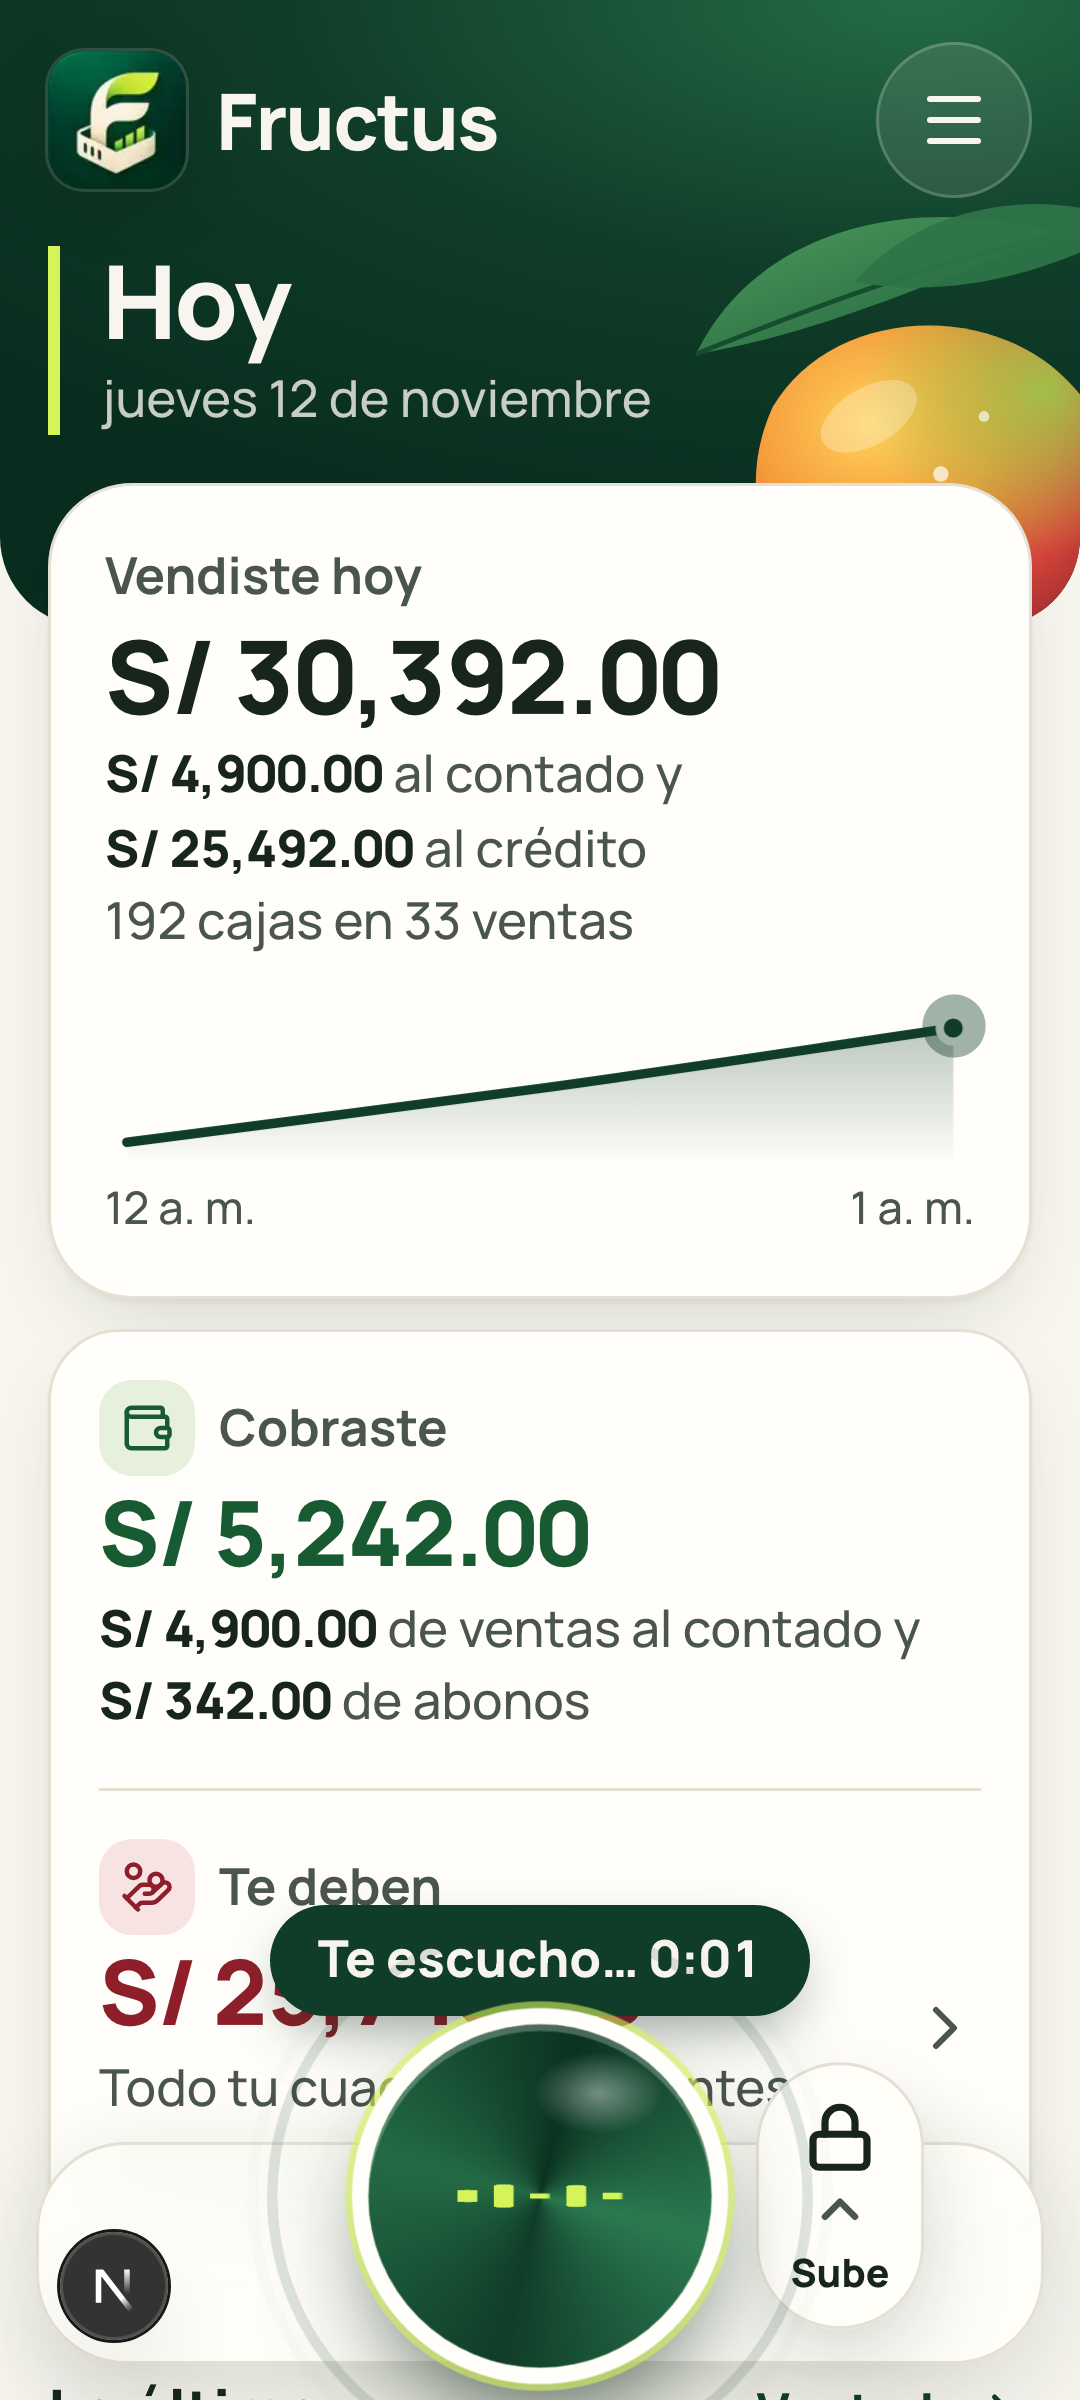 Fructus
Hoy
jueves 12 de noviembre
Vendiste hoy
S/ 30,392.00
S/ 4,900.00 al contado y
S/ 25,492.00 al crédito
192 cajas en 33 ventas
12 a. m.
1 a. m.
Cobraste
S/ 5,242.00
S/ 4,900.00 de ventas al contado y
S/ 342.00 de abonos
Te deben
Te escucho... 0:01
S/
Todo tu
Sube
N